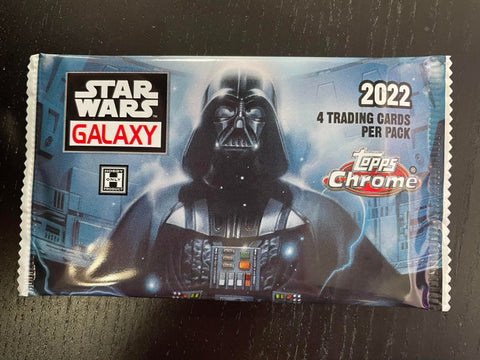 STAR
WARS
GALAXY
H
2022
4 TRADING CARDS
PER PACK
Topps
Chrome